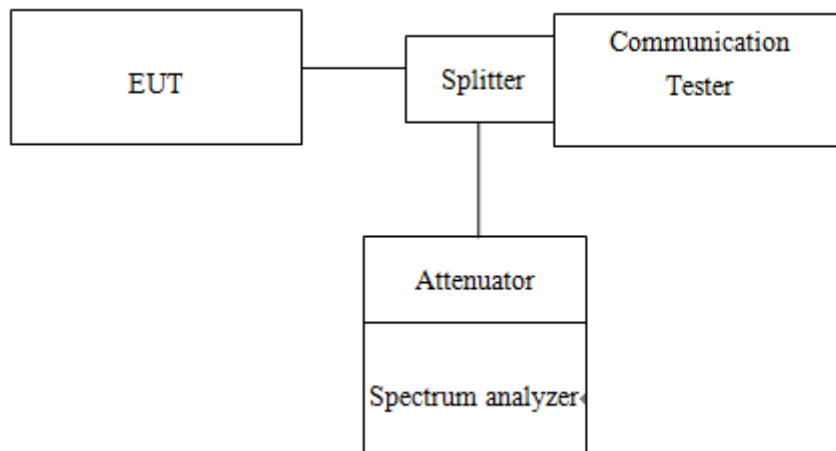 EUT
Splitter
Communication
Tester
Attenuator
Spectrum analyzer